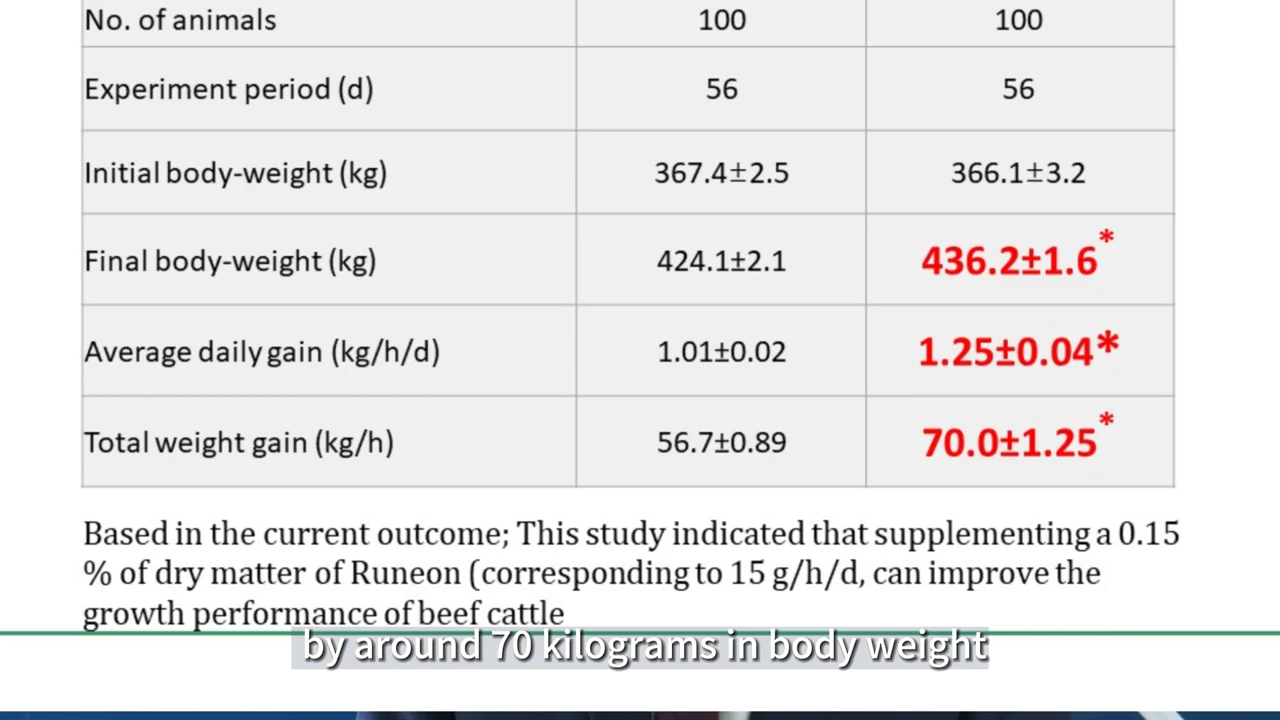 No. of animals 100 100
Experiment period (d) 56 56
Initial body-weight (kg) 367.4±2.5 366.1±3.2
Final body-weight (kg) 424.1±2.1 436.2±1.6*
Average daily gain (kg/h/d) 1.01±0.02 1.25±0.04*
Total weight gain (kg/h) 56.7±0.89 70.0±1.25*
Based in the current outcome; This study indicated that supplementing a 0.15
% of dry matter of Runeon (corresponding to 15 g/h/d, can improve the
growth performance of beef cattle
by around 70 kilograms in body weight